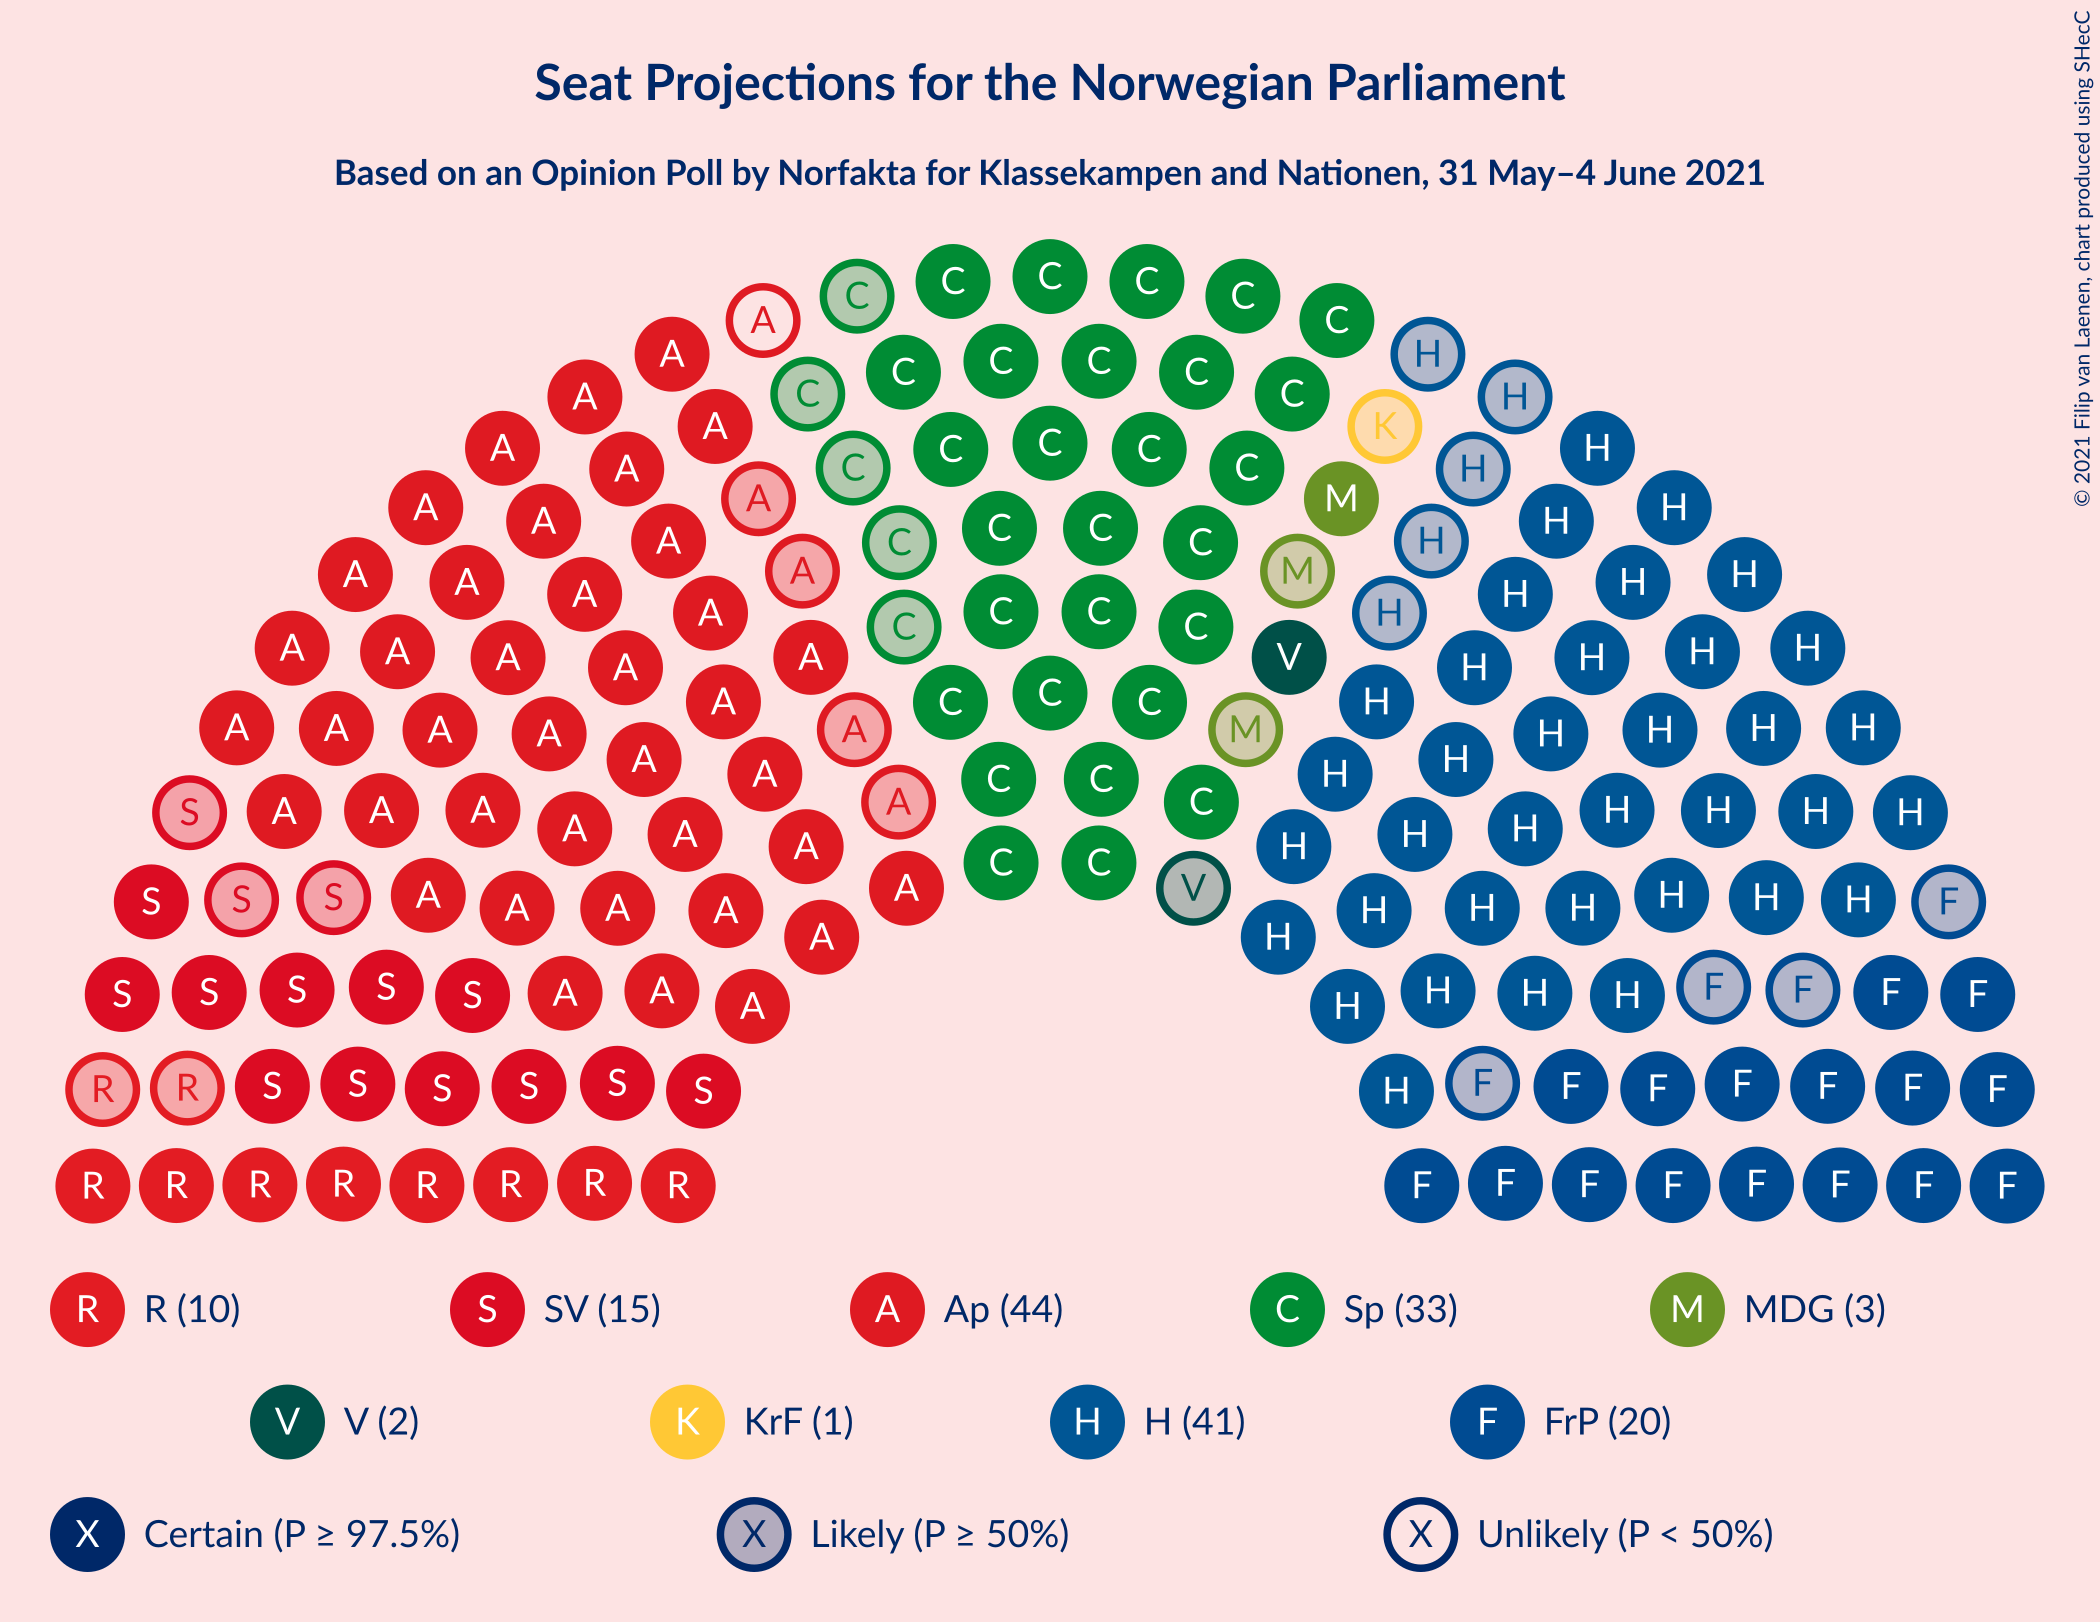 Seat Projections for the Norwegian Parliament
Based on an Opinion Poll by Norfakta for Klassekampen and Nationen, 31 May–4 June 2021
© 2021 Filip van Laenen, chart produced using SHecC
C C C C C
A C H
A A C C C C C K H H
A A A C C C C C M H H H
A A A A C C C C M H H H H
A A A A A C C C C V H H H H H
A A A A A A C C C M H H H H H H
S A A A A A A A C C C H H H H H H H H
S S S A A A A A A C C V H H H H H H H F
S S S S S A A A H H H H F F F F
R R S S S S S S H F F F F F F F
R R R R R R R R F F F F F F F F
R R (10) S SV (15) A Ap (44) C Sp (33) M MDG (3)
V V (2) K KrF (1) H H (41) F FrP (20)
X Certain (P ≥ 97.5%) X Likely (P ≥ 50%) X Unlikely (P < 50%)